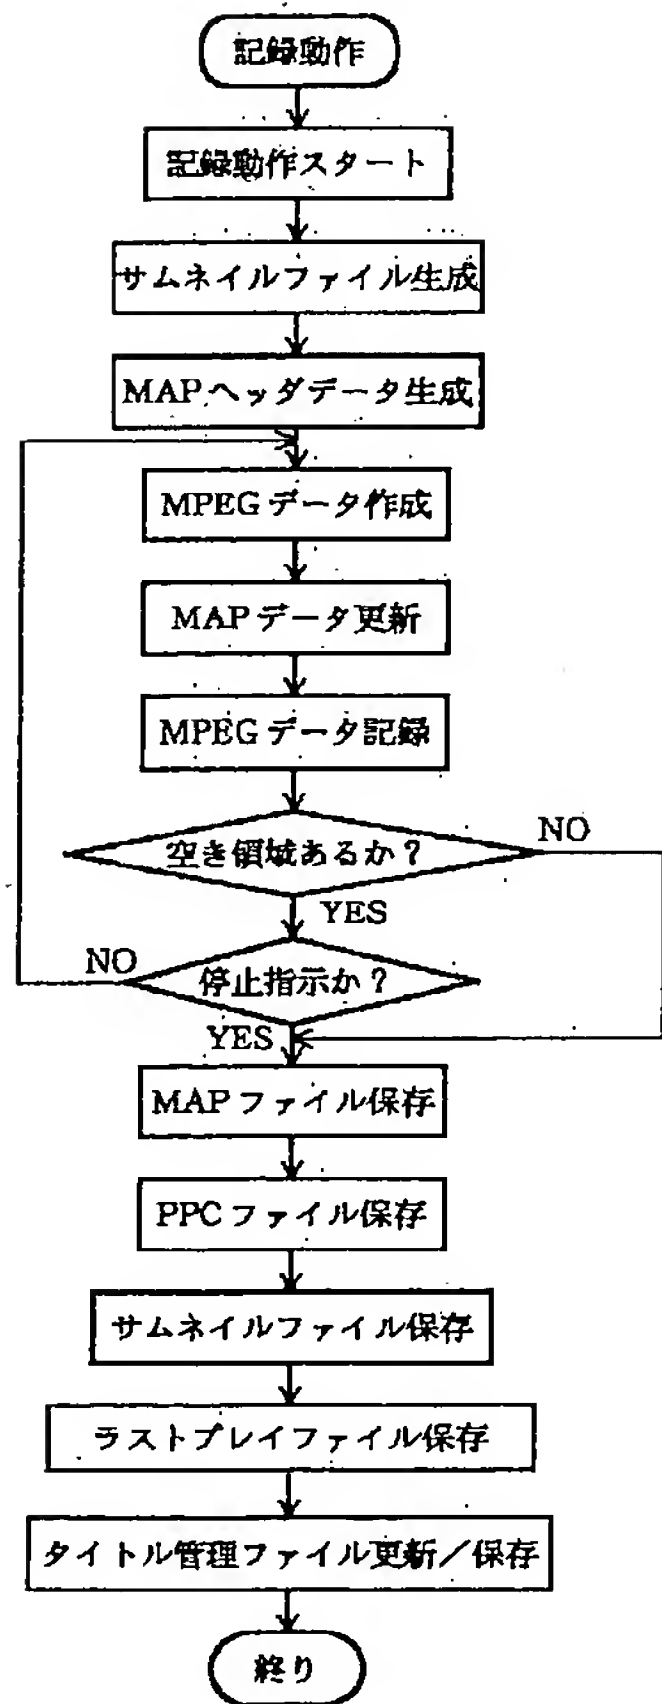 記録動作
記録動作スタート
サムネイルファイル生成
MAPヘッダデータ生成
MPEGデータ作成
MAPデータ更新
MPEGデータ記録
空き領域あるか?
NO
YES
停止指示か?
NO
YES
MAPファイル保存
PPCファイル保存
サムネイルファイル保存
ラストプレイファイル保存
タイトル管理ファイル更新/保存
終り